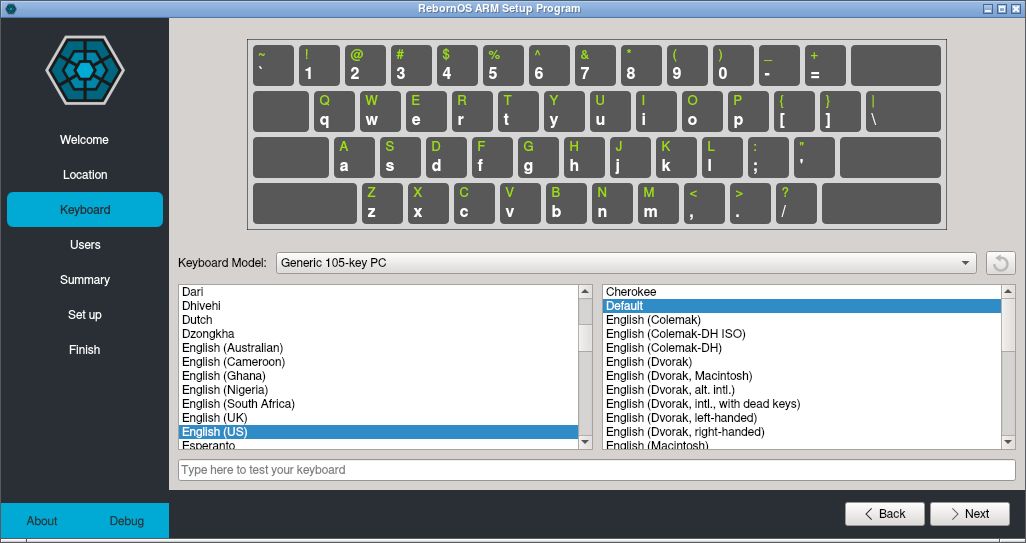 RebornOS ARM Setup Program
Welcome
Location
Keyboard
Users
Summary
Set up
Finish
About Debug
~ ! @ # $ % ^ & * ( ) _ +
` 1 2 3 4 5 6 7 8 9 0 - =
Q W E R T Y U I O P { } |
q w e r t y u i o p [ ] \
A S D F G H J K L : "
a s d f g h j k l ; '
Z X C V B N M < > ?
z x c v b n m , . /
Keyboard Model: Generic 105-key PC
Dari
Dhivehi
Dutch
Dzongkha
English (Australian)
English (Cameroon)
English (Ghana)
English (Nigeria)
English (South Africa)
English (UK)
English (US)
Esperanto
Cherokee
Default
English (Colemak)
English (Colemak-DH ISO)
English (Colemak-DH)
English (Dvorak)
English (Dvorak, Macintosh)
English (Dvorak, alt. intl.)
English (Dvorak, intl., with dead keys)
English (Dvorak, left-handed)
English (Dvorak, right-handed)
English (Macintosh)
Type here to test your keyboard
Back Next